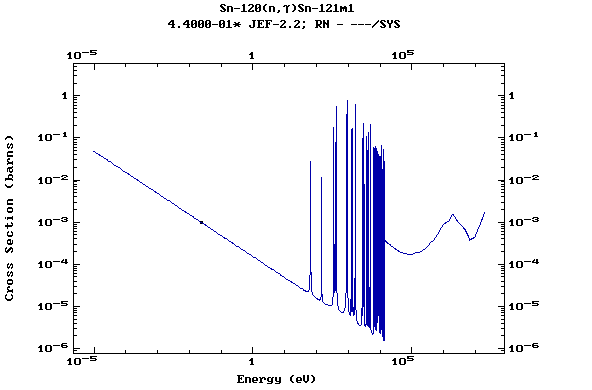 Sn-120(n,γ)Sn-121m1
4.4000-01* JEF-2.2; RN - ---/SYS
10⁻⁵ 1 10⁵
1 1
10⁻¹ 10⁻¹
10⁻² 10⁻²
10⁻³ 10⁻³
10⁻⁴ 10⁻⁴
10⁻⁵ 10⁻⁵
10⁻⁶ 10⁻⁶
10⁻⁵ 1 10⁵
Cross Section (barns)
Energy (eV)